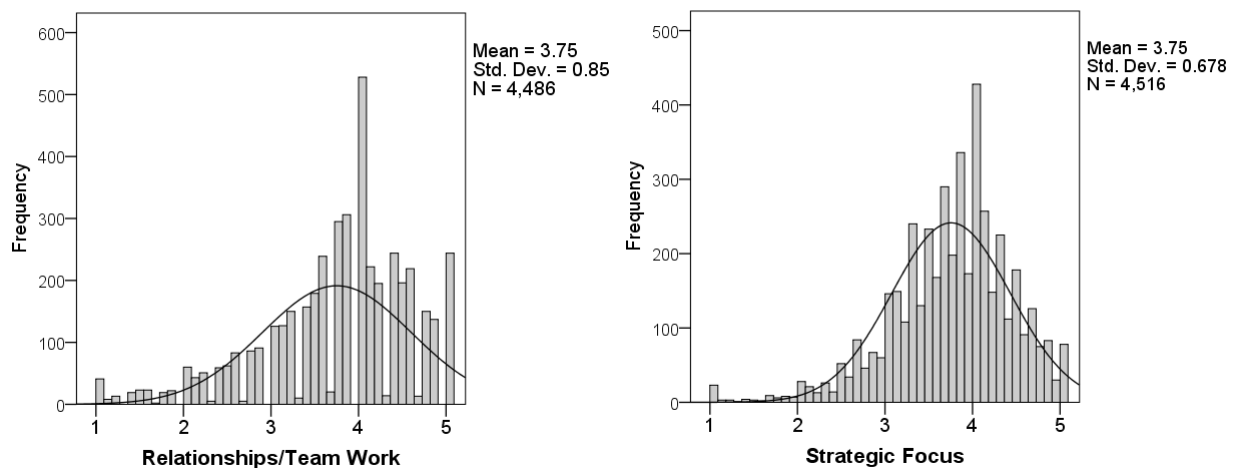 600
500
400
300
200
100
0
Frequency
1 2 3 4 5
Relationships/Team Work
Mean = 3.75
Std. Dev. = 0.85
N = 4,486
500
400
300
200
100
0
Frequency
1 2 3 4 5
Strategic Focus
Mean = 3.75
Std. Dev. = 0.678
N = 4,516